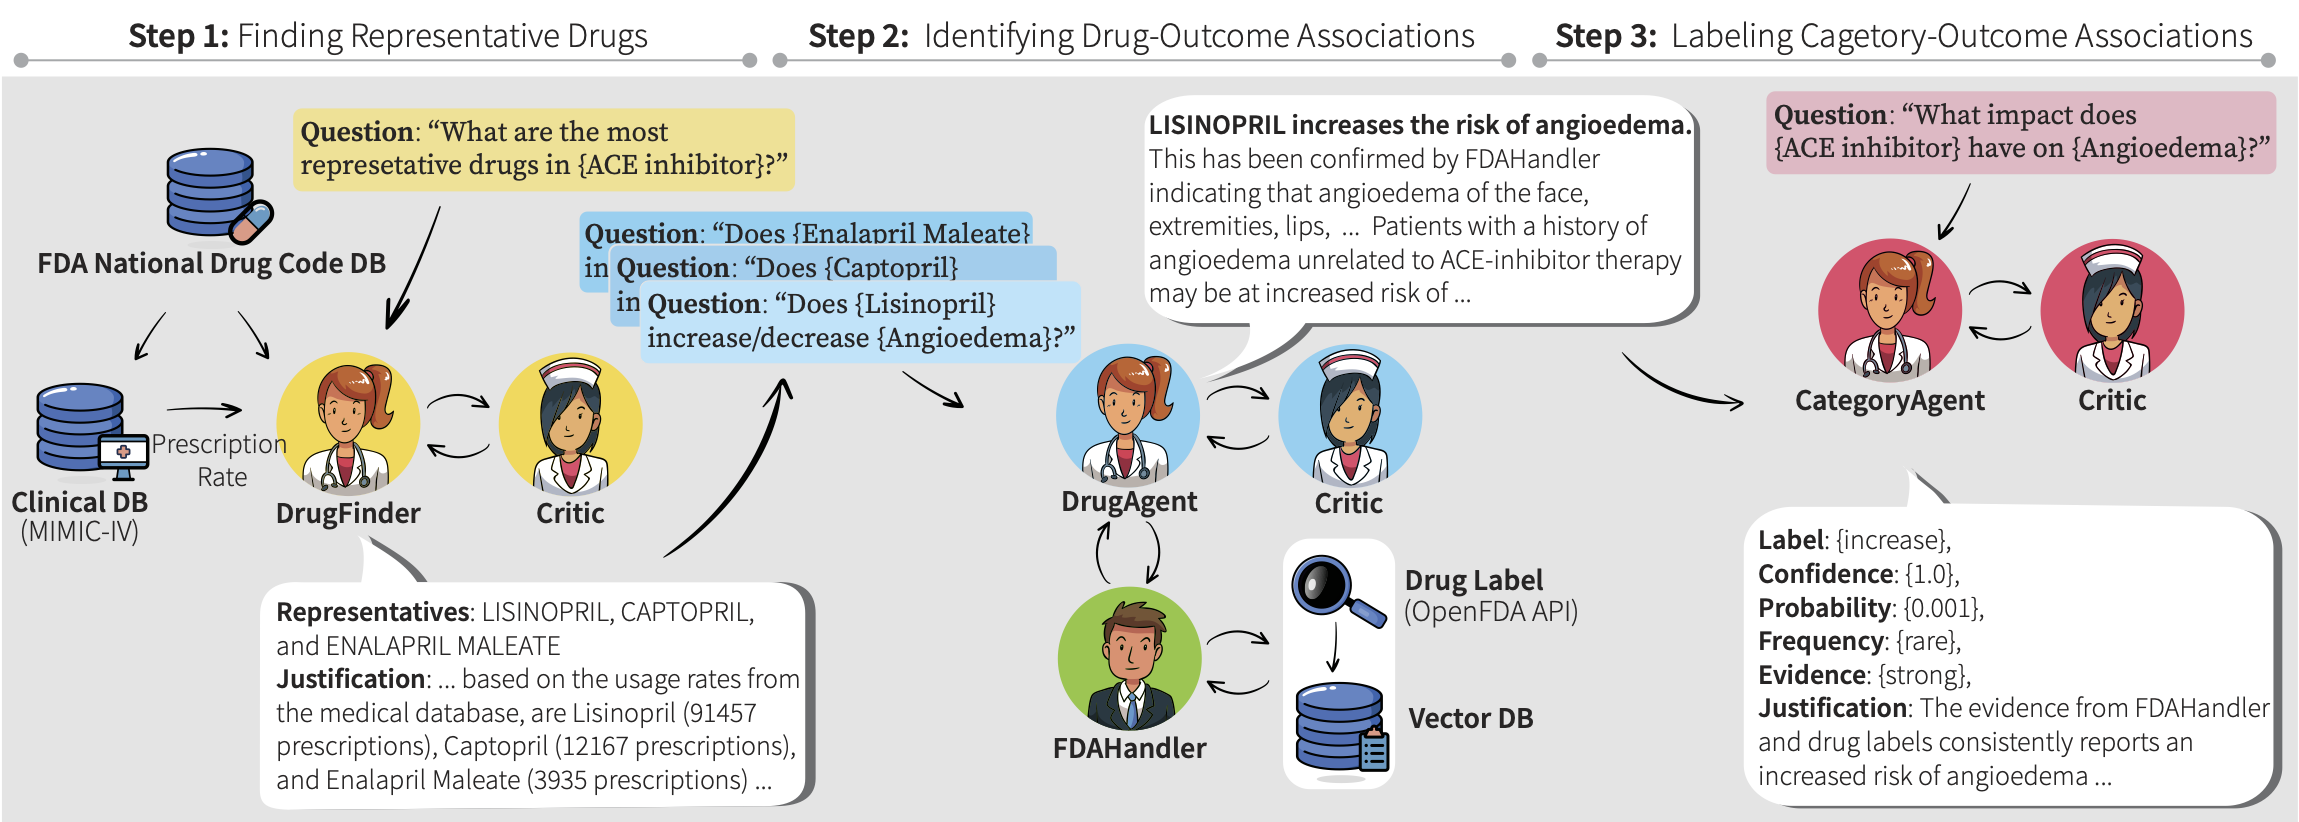 Step 1: Finding Representative Drugs
Step 2: Identifying Drug-Outcome Associations
Step 3: Labeling Cagetory-Outcome Associations
Question: “What are the most
represetative drugs in {ACE inhibitor}?”
FDA National Drug Code DB
Clinical DB
(MIMIC-IV)
Prescription
Rate
DrugFinder
Critic
Representatives: LISINOPRIL, CAPTOPRIL,
and ENALAPRIL MALEATE
Justification: ... based on the usage rates from
the medical database, are Lisinopril (91457
prescriptions), Captopril (12167 prescriptions),
and Enalapril Maleate (3935 prescriptions) ...
Question: “Does {Enalapril Maleate}
in
Question: “Does {Captopril}
in
Question: “Does {Lisinopril}
increase/decrease {Angioedema}?”
LISINOPRIL increases the risk of angioedema.
This has been confirmed by FDAHandler
indicating that angioedema of the face,
extremities, lips, ... Patients with a history of
angioedema unrelated to ACE-inhibitor therapy
may be at increased risk of ...
DrugAgent
Critic
FDAHandler
Drug Label
(OpenFDA API)
Vector DB
Question: “What impact does
{ACE inhibitor} have on {Angioedema}?”
CategoryAgent
Critic
Label: {increase},
Confidence: {1.0},
Probability: {0.001},
Frequency: {rare},
Evidence: {strong},
Justification: The evidence from FDAHandler
and drug labels consistently reports an
increased risk of angioedema ...